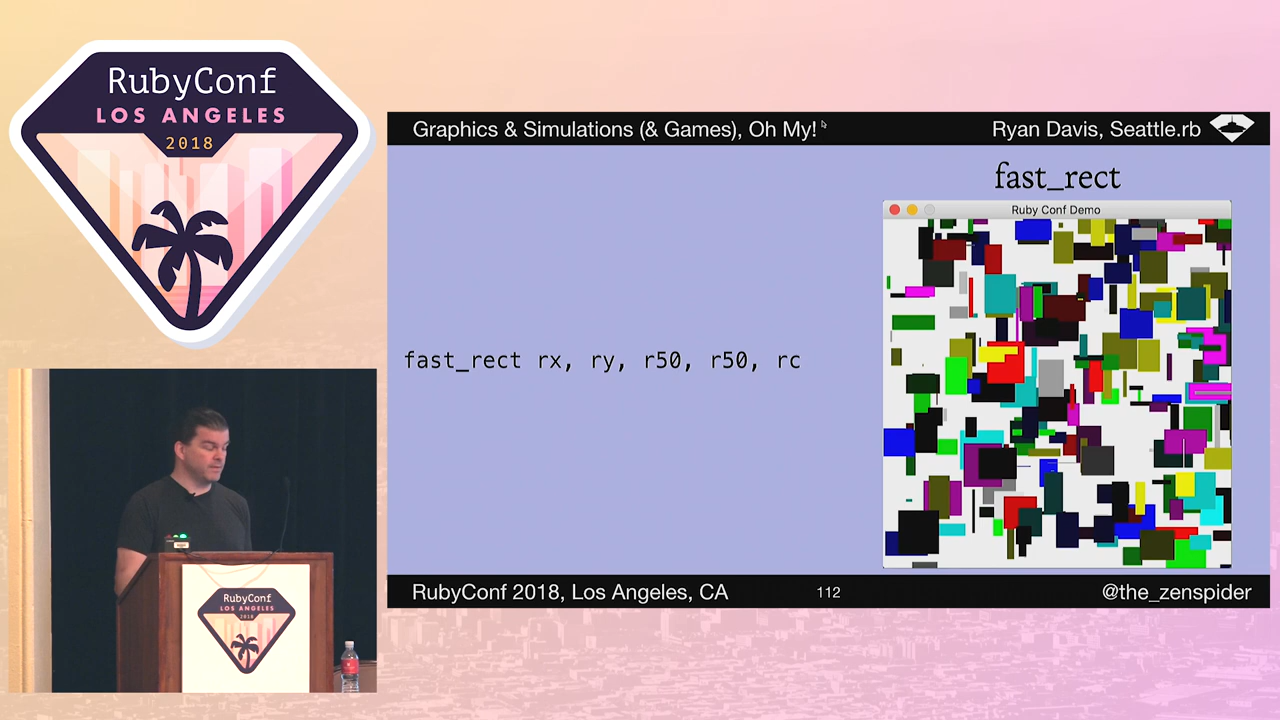 RubyConf
LOS ANGELES
2018
Graphics & Simulations (& Games), Oh My!
Ryan Davis, Seattle.rb
fast_rect
Ruby Conf Demo
fast_rect rx, ry, r50, r50, rc
RubyConf 2018, Los Angeles, CA
112
@the_zenspider
RubyConf
LOS ANGELES
2018